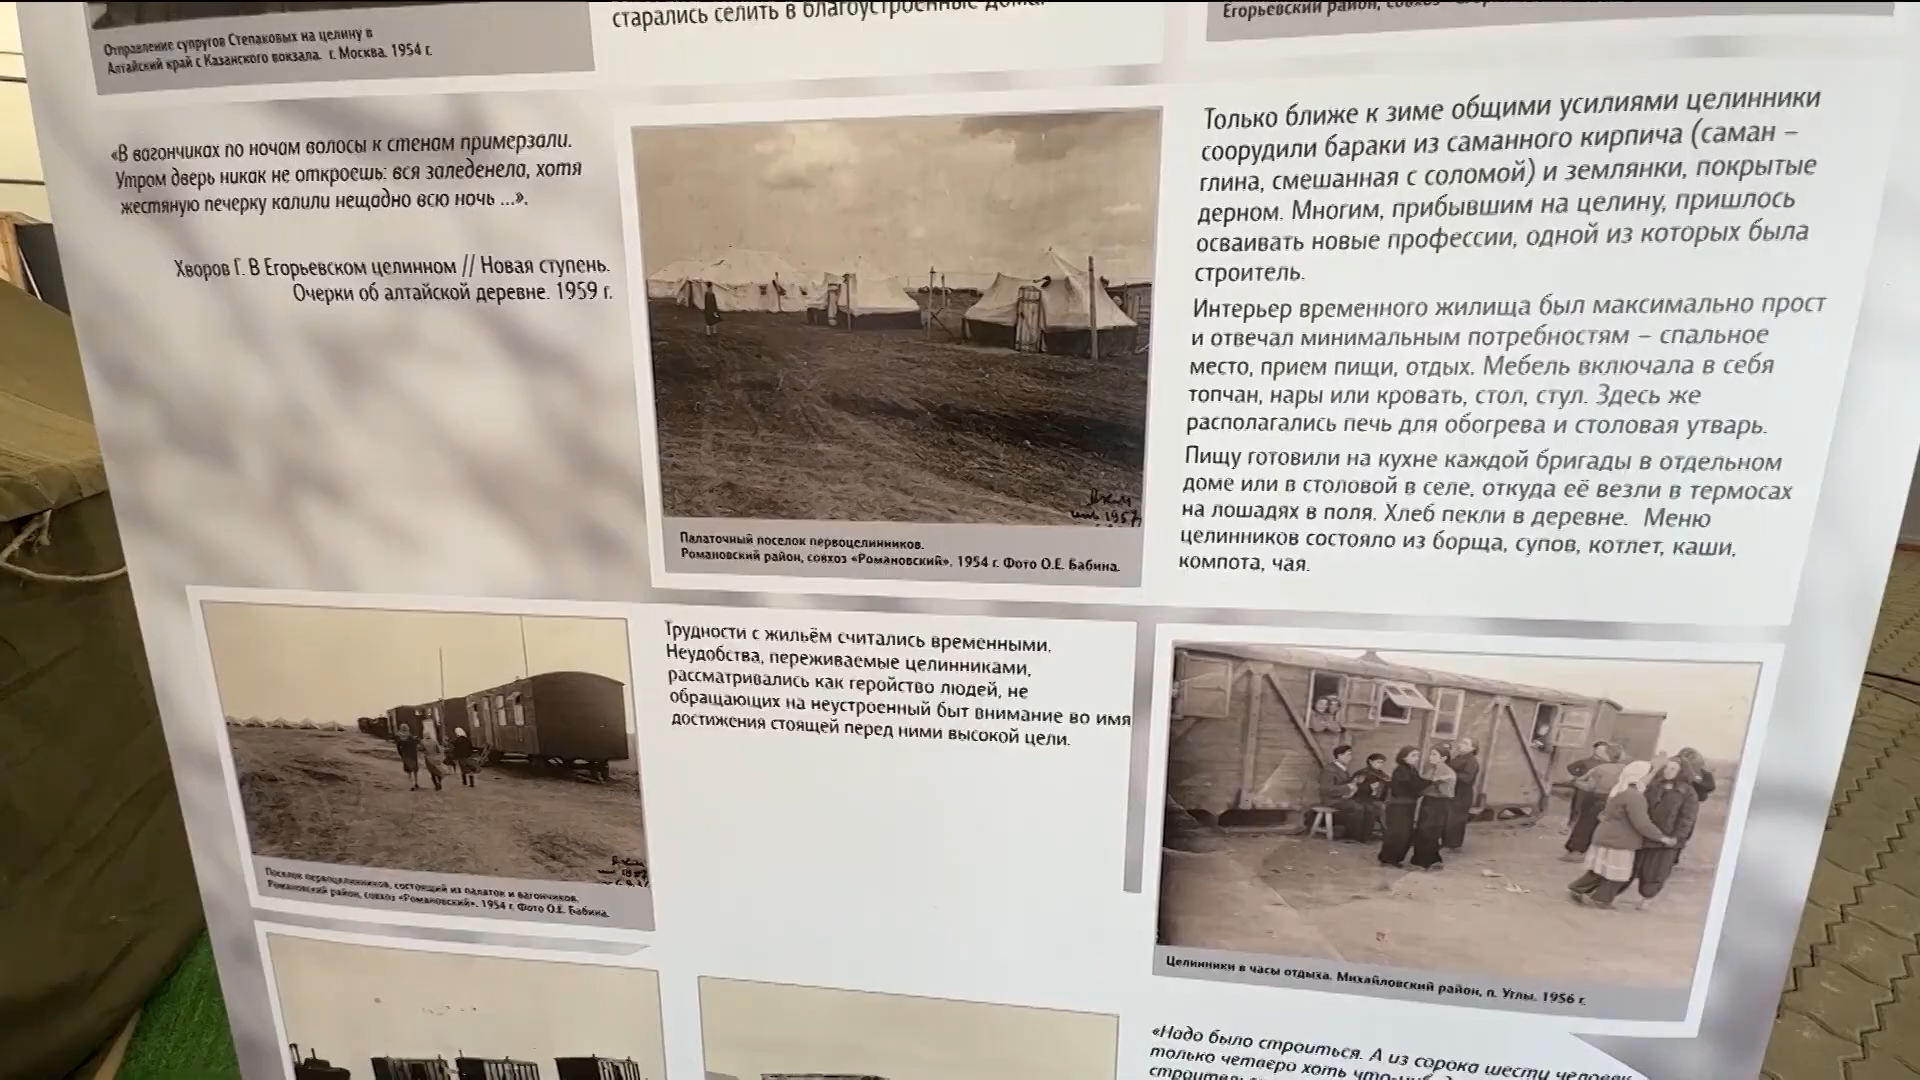 Отправление супругов Степаковых на целину в
Алтайский край с Казанского вокзала. г. Москва. 1954 г.
старались селить в благоустроенные дома.
Егорьевский район, совхоз
«В вагончиках по ночам волосы к стенам примерзали.
Утром дверь никак не откроешь: вся заледенела, хотя
жестяную печерку калили нещадно всю ночь ...».
Хворов Г. В Егорьевском целинном // Новая ступень.
Очерки об алтайской деревне. 1959 г.
1957
Палаточный поселок первоцелинников.
Романовский район, совхоз «Романовский», 1954 г. Фото О.Е. Бабина.
Только ближе к зиме общими усилиями целинники
соорудили бараки из саманного кирпича (саман –
глина, смешанная с соломой) и землянки, покрытые
дерном. Многим, прибывшим на целину, пришлось
осваивать новые профессии, одной из которых была
строитель.
Интерьер временного жилища был максимально прост
и отвечал минимальным потребностям – спальное
место, прием пищи, отдых. Мебель включала в себя
топчан, нары или кровать, стол, стул. Здесь же
располагались печь для обогрева и столовая утварь.
Пищу готовили на кухне каждой бригады в отдельном
доме или в столовой в селе, откуда её везли в термосах
на лошадях в поля. Хлеб пекли в деревне. Меню
целинников состояло из борща, супов, котлет, каши,
компота, чая.
Поселок первоцелинников, состоящий из палаток и вагончиков.
Романовский район, совхоз «Романовский», 1954 г. Фото О.Е. Бабина.
Трудности с жильём считались временными.
Неудобства, переживаемые целинниками,
рассматривались как геройство людей, не
обращающих на неустроенный быт внимание во имя
достижения стоящей перед ними высокой цели.
Целинники в часы отдыха. Михайловский район, п. Углы. 1956 г.
«Надо было строиться. А из сорока шести человек
только четверо хоть